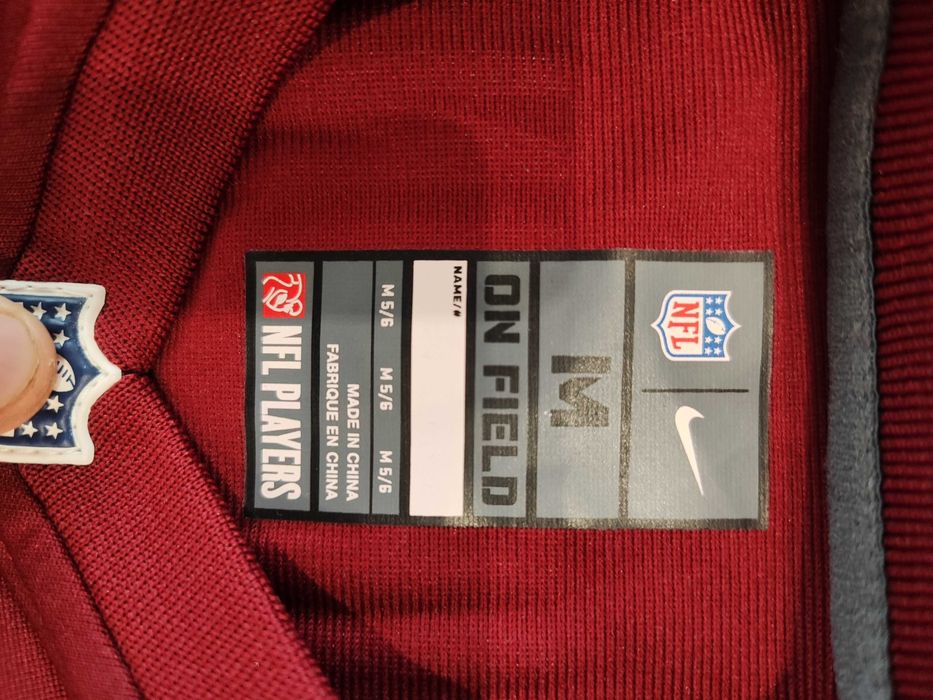 NFL
M
ON FIELD
NAME/#
M 5/6 M 5/6 M 5/6
MADE IN CHINA
FABRIQUE EN CHINA
NFL PLAYERS